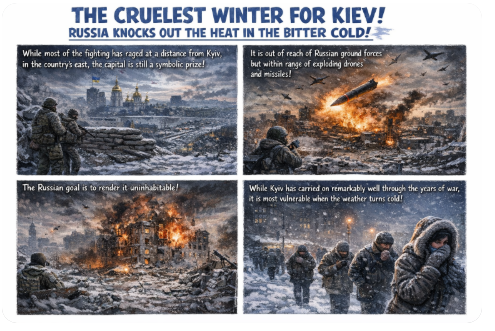 THE CRUELEST WINTER FOR KIEV!
RUSSIA KNOCKS OUT THE HEAT IN THE BITTER COLD!
While most of the fighting has raged at a distance from Kyiv
in the country's east, the capital is still a symbolic prize!
It is out of reach of Russian ground forces
but within range of exploding drones
and missiles!
The Russian goal is to render it uninhabitable!
While Kyiv has carried on remarkably well through the years of war,
it is most vulnerable when the weather turns cold!